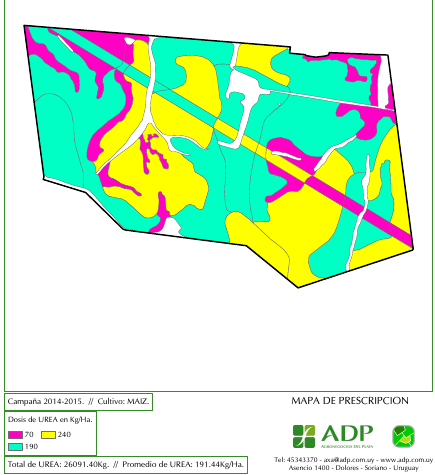 Campaña 2014-2015. // Cultivo: MAIZ.
MAPA DE PRESCRIPCION
Dosis de UREA en Kg/Ha.
70 240
190
ADP
AGRONEGOCIOS DEL PLATA
Total de UREA: 26091.40Kg. // Promedio de UREA: 191.44Kg/Ha.
Tel: 45343370 - axa@adp.com.uy - www.adp.com.uy
Asencio 1400 - Dolores - Soriano - Uruguay